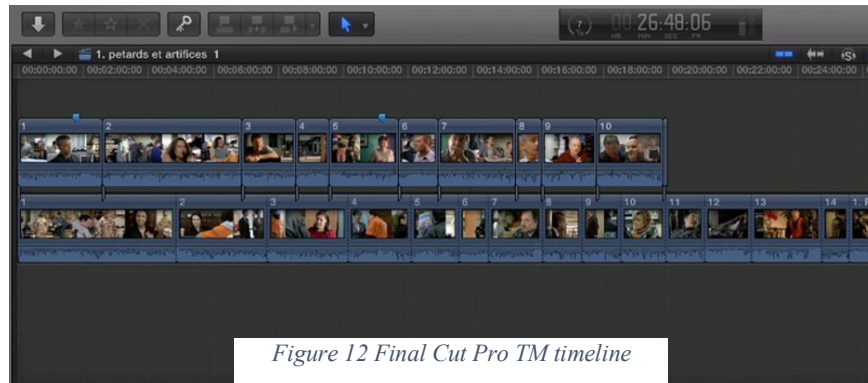 7 % 00:26:48:06
HR MIN SEC FR
1. petards et artifices 1
00:00:00:00 00:02:00:00 00:04:00:00 00:06:00:00 00:08:00:00 00:10:00:00 00:12:00:00 00:14:00:00 00:16:00:00 00:18:00:00 00:20:00:00 00:22:00:00 00:24:00:00
1 2 3 4 5 6 7 8 9 10
1 2 3 4 5 6 7 8 9 10 11 12 13 14 1.
Figure 12 Final Cut Pro TM timeline